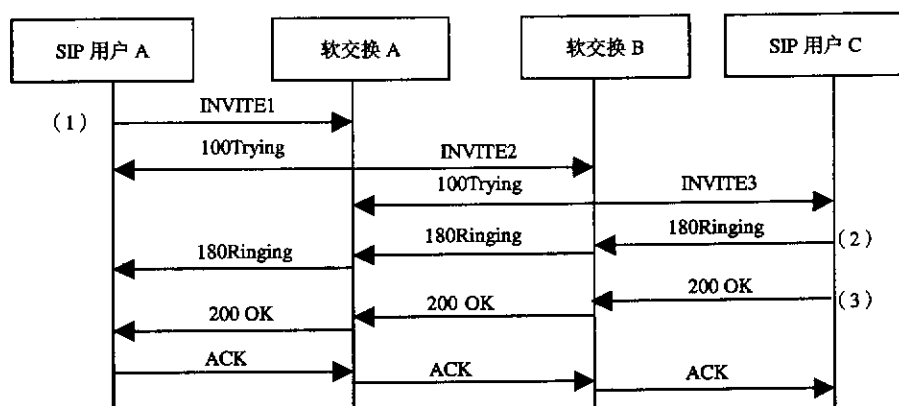 SIP 用户 A
软交换 A
软交换 B
SIP 用户 C
(1)
INVITE1
100Trying
INVITE2
100Trying
INVITE3
180Ringing
(2)
180Ringing
180Ringing
200 OK
(3)
200 OK
200 OK
ACK
ACK
ACK